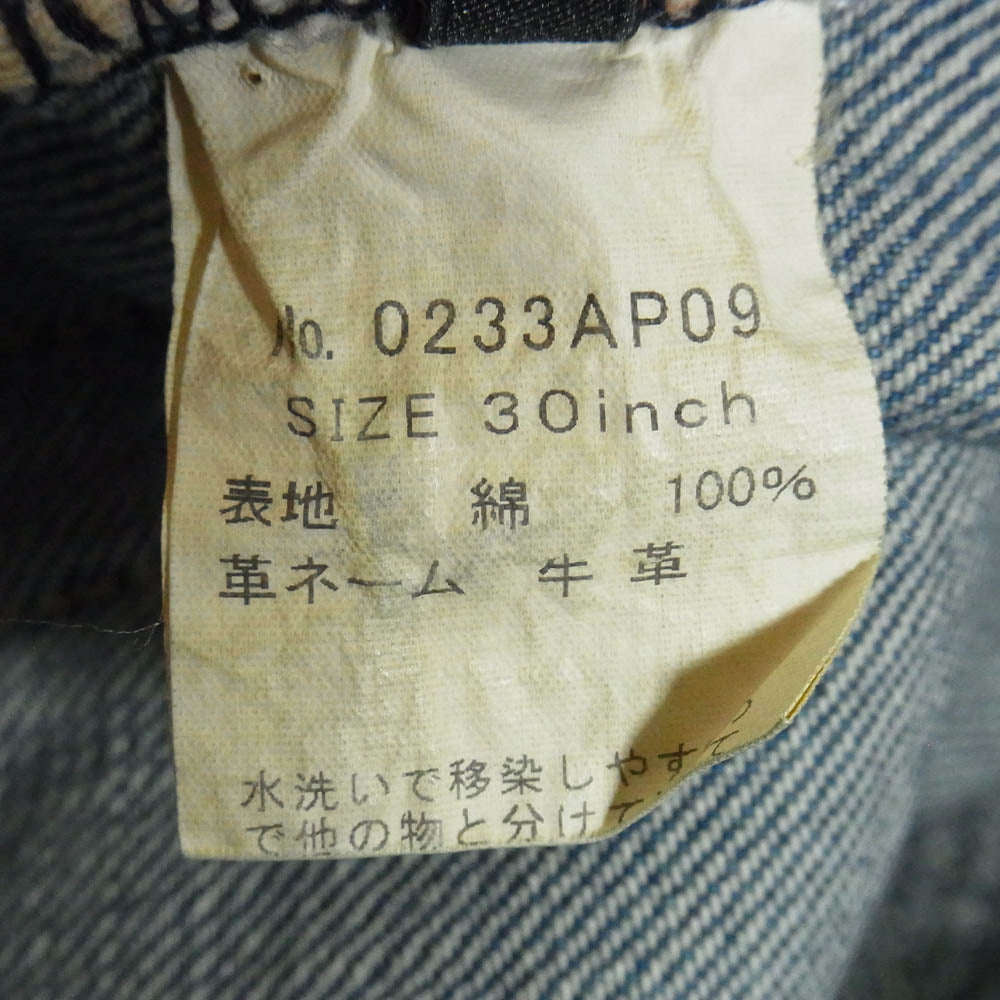 No. 0233AP09
SIZE 30inch
表地 綿 100%
革ネーム 牛革
水洗いで移染しやす
で他の物と分けて